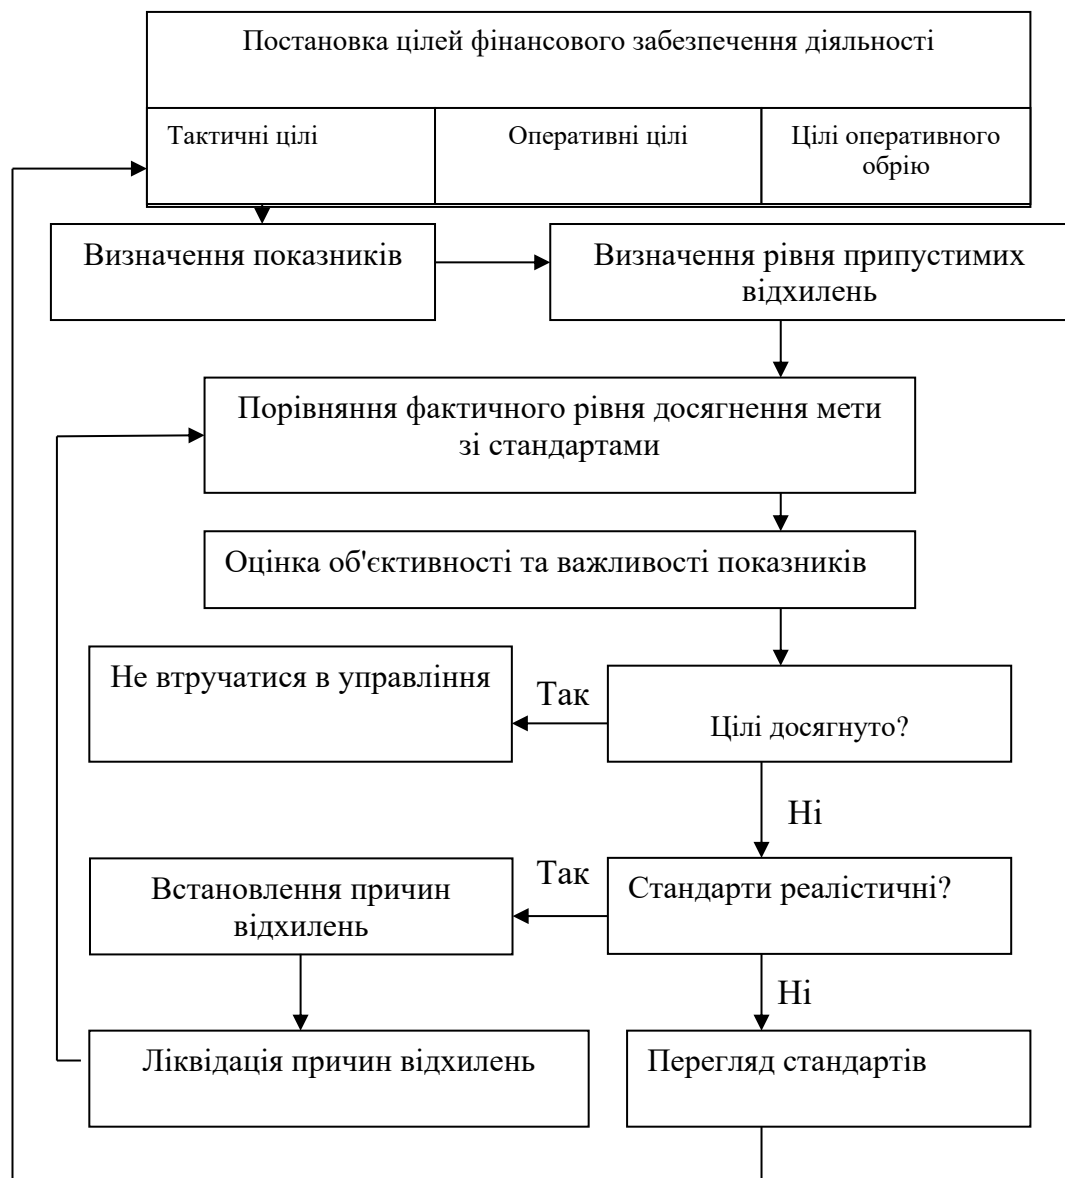 Постановка цілей фінансового забезпечення діяльності
Тактичні цілі
Оперативні цілі
Цілі оперативного
обрію
Визначення показників
Визначення рівня припустимих
відхилень
Порівняння фактичного рівня досягнення мети
зі стандартами
Оцінка об'єктивності та важливості показників
Не втручатися в управління
Так
Цілі досягнуто?
Ні
Встановлення причин
відхилень
Так
Стандарти реалістичні?
Ні
Ліквідація причин відхилень
Перегляд стандартів